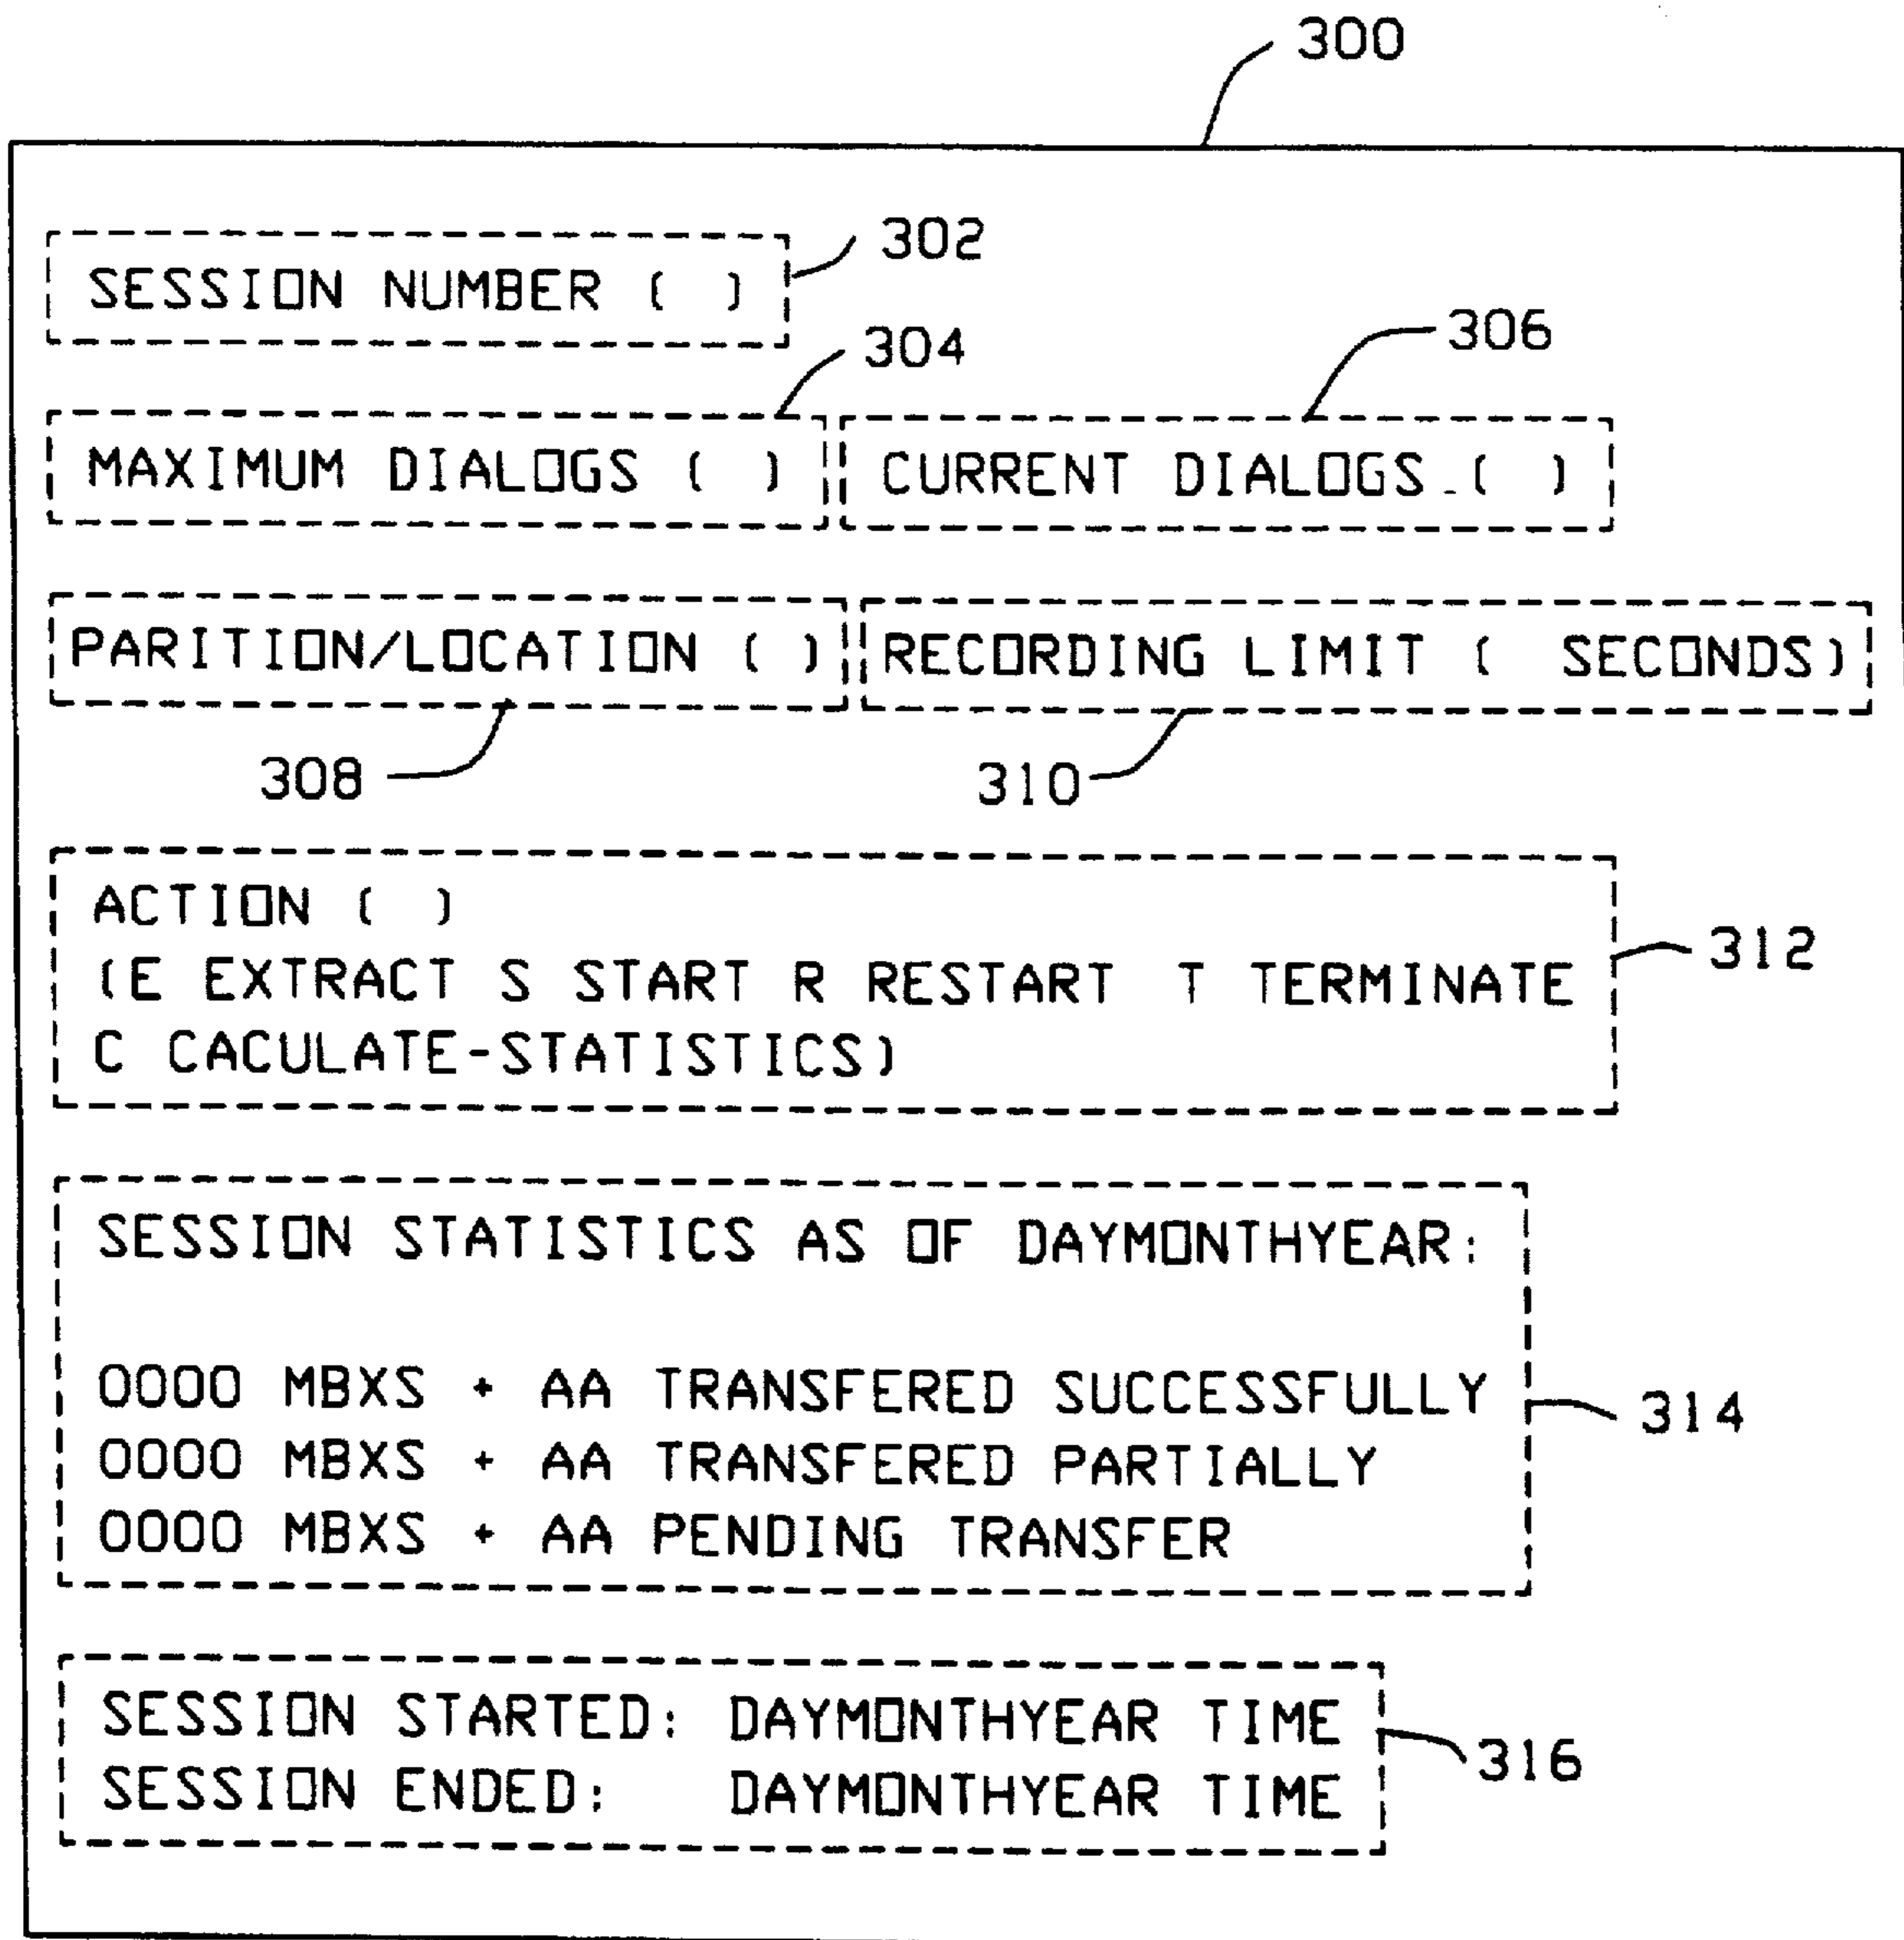 300
SESSION NUMBER ( ) 302
304 306
MAXIMUM DIALOGS ( ) CURRENT DIALOGS ( )
PARITION/LOCATION ( ) RECORDING LIMIT ( SECONDS)
308 310
ACTION ( )
(E EXTRACT S START R RESTART T TERMINATE
C CACULATE-STATISTICS)
312
SESSION STATISTICS AS OF DAYMONTHYEAR:
0000 MBXS + AA TRANSFERED SUCCESSFULLY
0000 MBXS + AA TRANSFERED PARTIALLY
0000 MBXS + AA PENDING TRANSFER
314
SESSION STARTED: DAYMONTHYEAR TIME
SESSION ENDED: DAYMONTHYEAR TIME
316